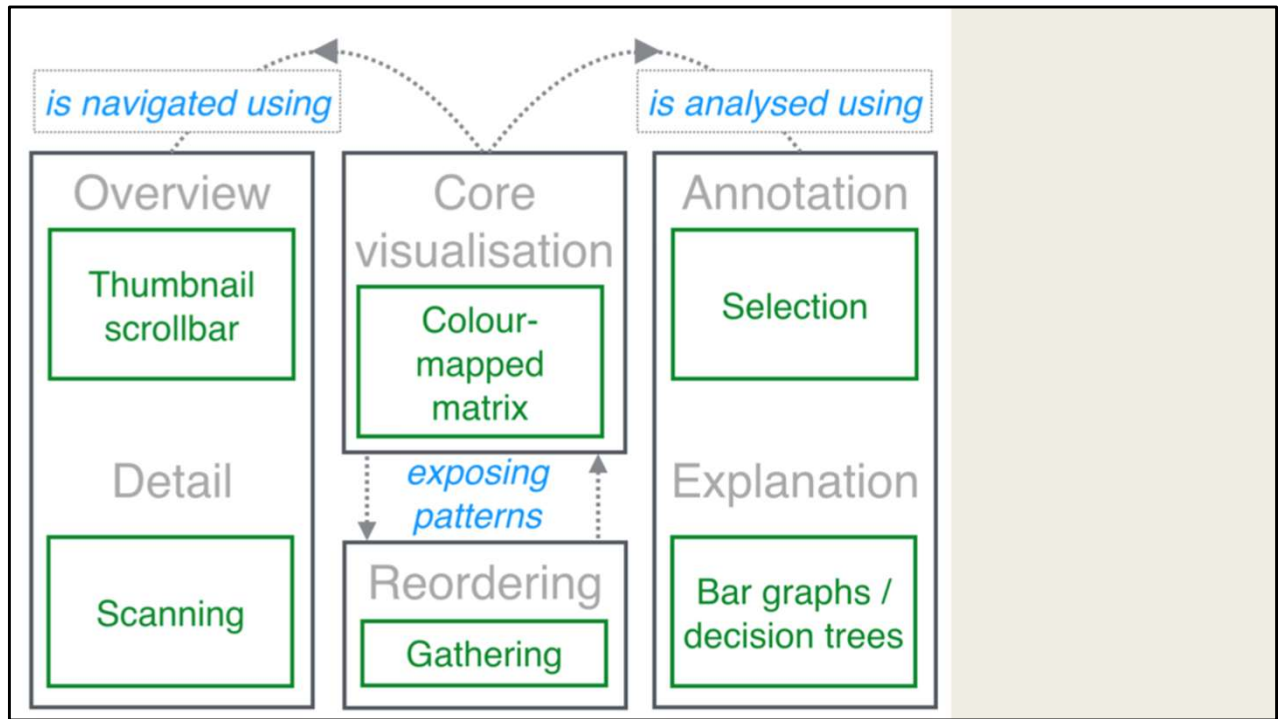 is navigated using
is analysed using
Overview
Thumbnail
scrollbar
Detail
Scanning
Core
visualisation
Colour-
mapped
matrix
exposing
patterns
Reordering
Gathering
Annotation
Selection
Explanation
Bar graphs /
decision trees